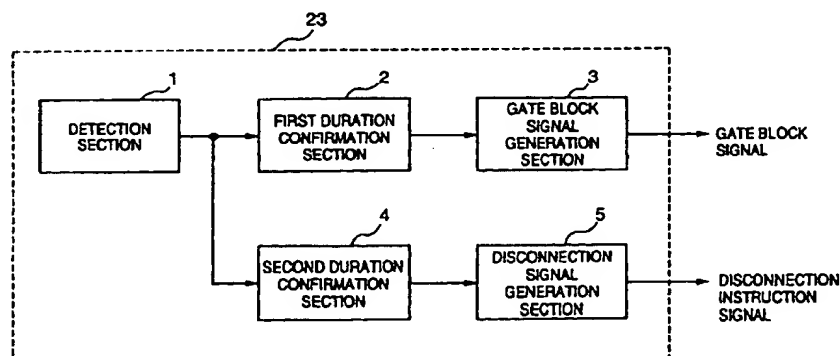 23
1
2
3
DETECTION
SECTION
FIRST DURATION
CONFIRMATION
SECTION
GATE BLOCK
SIGNAL
GENERATION
SECTION
GATE BLOCK
SIGNAL
4
5
SECOND DURATION
CONFIRMATION
SECTION
DISCONNECTION
SIGNAL
GENERATION
SECTION
DISCONNECTION
INSTRUCTION
SIGNAL